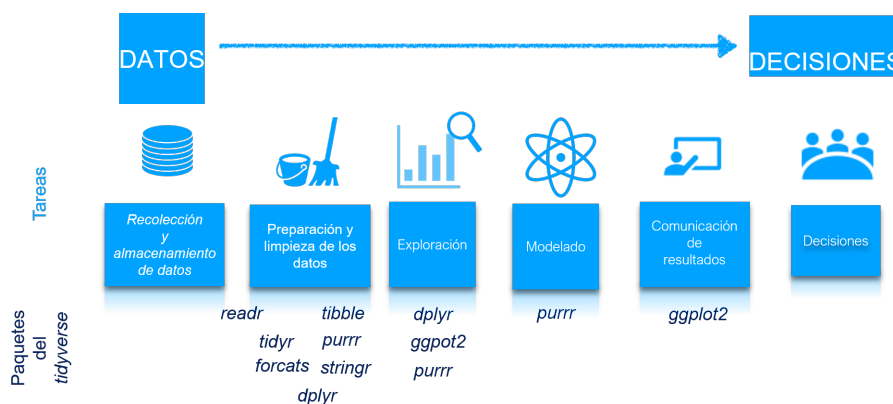 DATOS
DECISIONES
Tareas
Recolección
y
almacenamiento
de datos
Preparación y
limpieza de los
datos
Exploración
Modelado
Comunicación
de
resultados
Decisiones
Paquetes
del
tidyverse
readr
tibble
tidyr
purrr
forcats
stringr
dplyr
dplyr
ggpot2
purrr
purrr
ggplot2